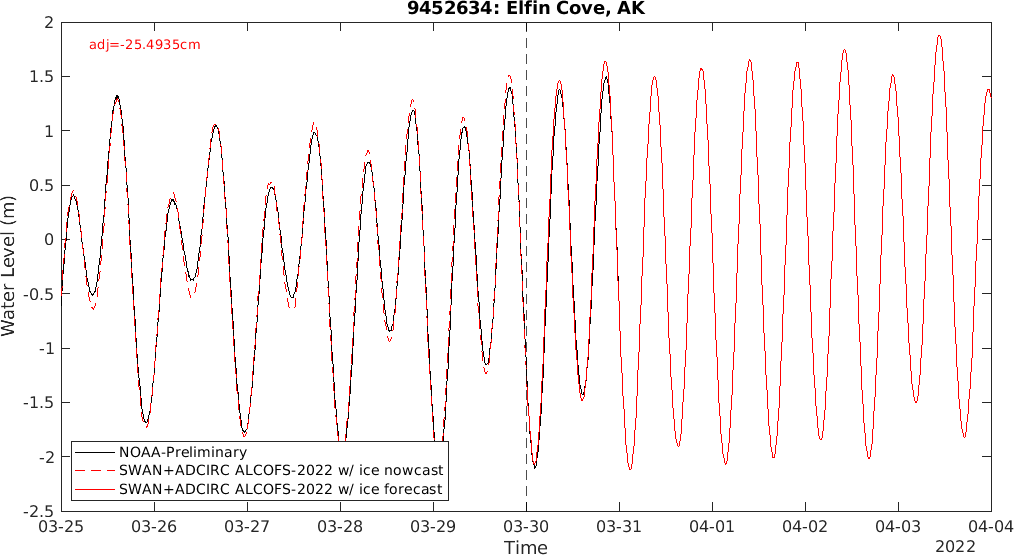 9452634: Elfin Cove, AK
adj=-25.4935cm
2
1.5
1
0.5
0
-0.5
-1
-1.5
-2
-2.5
Water Level (m)
NOAA-Preliminary
SWAN+ADCIRC ALCOFS-2022 w/ ice nowcast
SWAN+ADCIRC ALCOFS-2022 w/ ice forecast
03-25 03-26 03-27 03-28 03-29 03-30 03-31 04-01 04-02 04-03 04-04
Time
2022